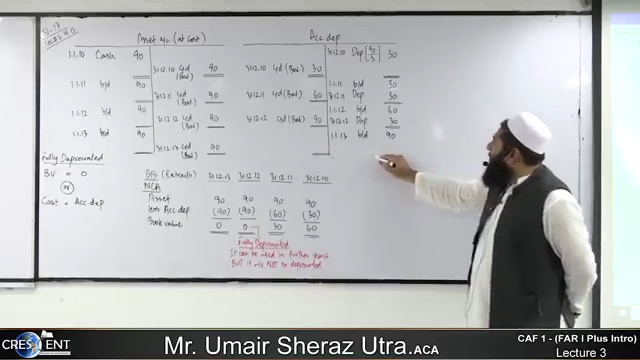 Asset a/c (at cost)
Acc dep
1.1.10 Cash 90
31.12.10 c/d (Bal) 90
1.1.11 b/d 90
31.12.11 c/d (Bal) 90
1.1.12 b/d 90
31.12.12 c/d (Bal) 90
1.1.13 b/d 90
31.12.13 c/d (Bal) 90
31.12.10 Dep [90/3] 30
31.12.10 c/d (Bal) 30
1.1.11 b/d 30
31.12.11 Dep 30
31.12.11 c/d (Bal) 60
1.1.12 b/d 60
31.12.12 Dep 30
31.12.12 c/d (Bal) 90
1.1.13 b/d 90
Fully Depreciated
BV = 0
OR
Cost = Acc dep
(Extracts) 31.12.13 31.12.12 31.12.11 31.12.10
NCA
Asset 90 90 90 90
less Acc dep (90) (90) (60) (30)
Book value 0 0 30 60
Fully Depreciated
It can be used in further years
BUT it will NOT be depreciated
CRESCENT
Mr. Umair Sheraz Utra.ACA
CAF 1 - (FAR I Plus Intro)
Lecture 3